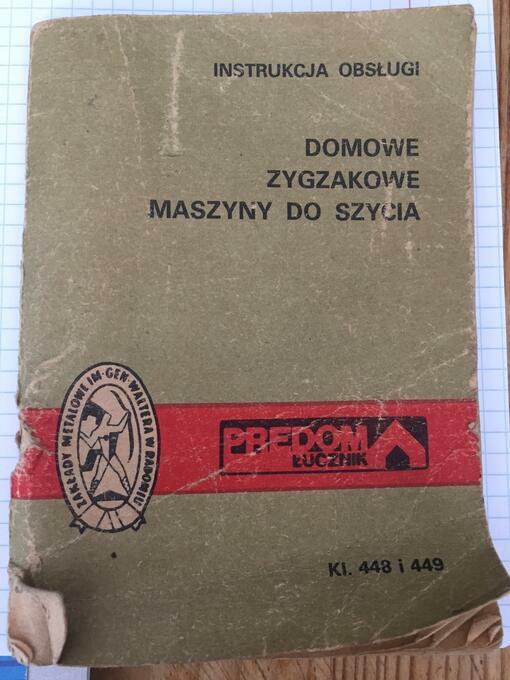 INSTRUKCJA OBSŁUGI
DOMOWE
ZYGZAKOWE
MASZYNY DO SZYCIA
ZAKŁADY METALOWE IM·GEN·WALTERA W RADOMIU
PREDOM
ŁUCZNIK
Kl. 448 i 449